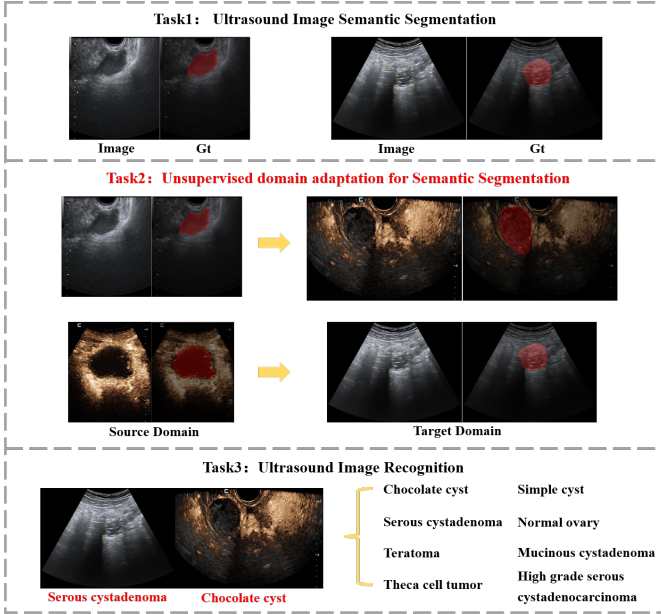 Task1： Ultrasound Image Semantic Segmentation
Image
Gt
Image
Gt
Task2：Unsupervised domain adaptation for Semantic Segmentation
Source Domain
Target Domain
Task3：Ultrasound Image Recognition
Chocolate cyst
Simple cyst
Serous cystadenoma
Normal ovary
Teratoma
Mucinous cystadenoma
Theca cell tumor
High grade serous
cystadenocarcinoma
Serous cystadenoma
Chocolate cyst